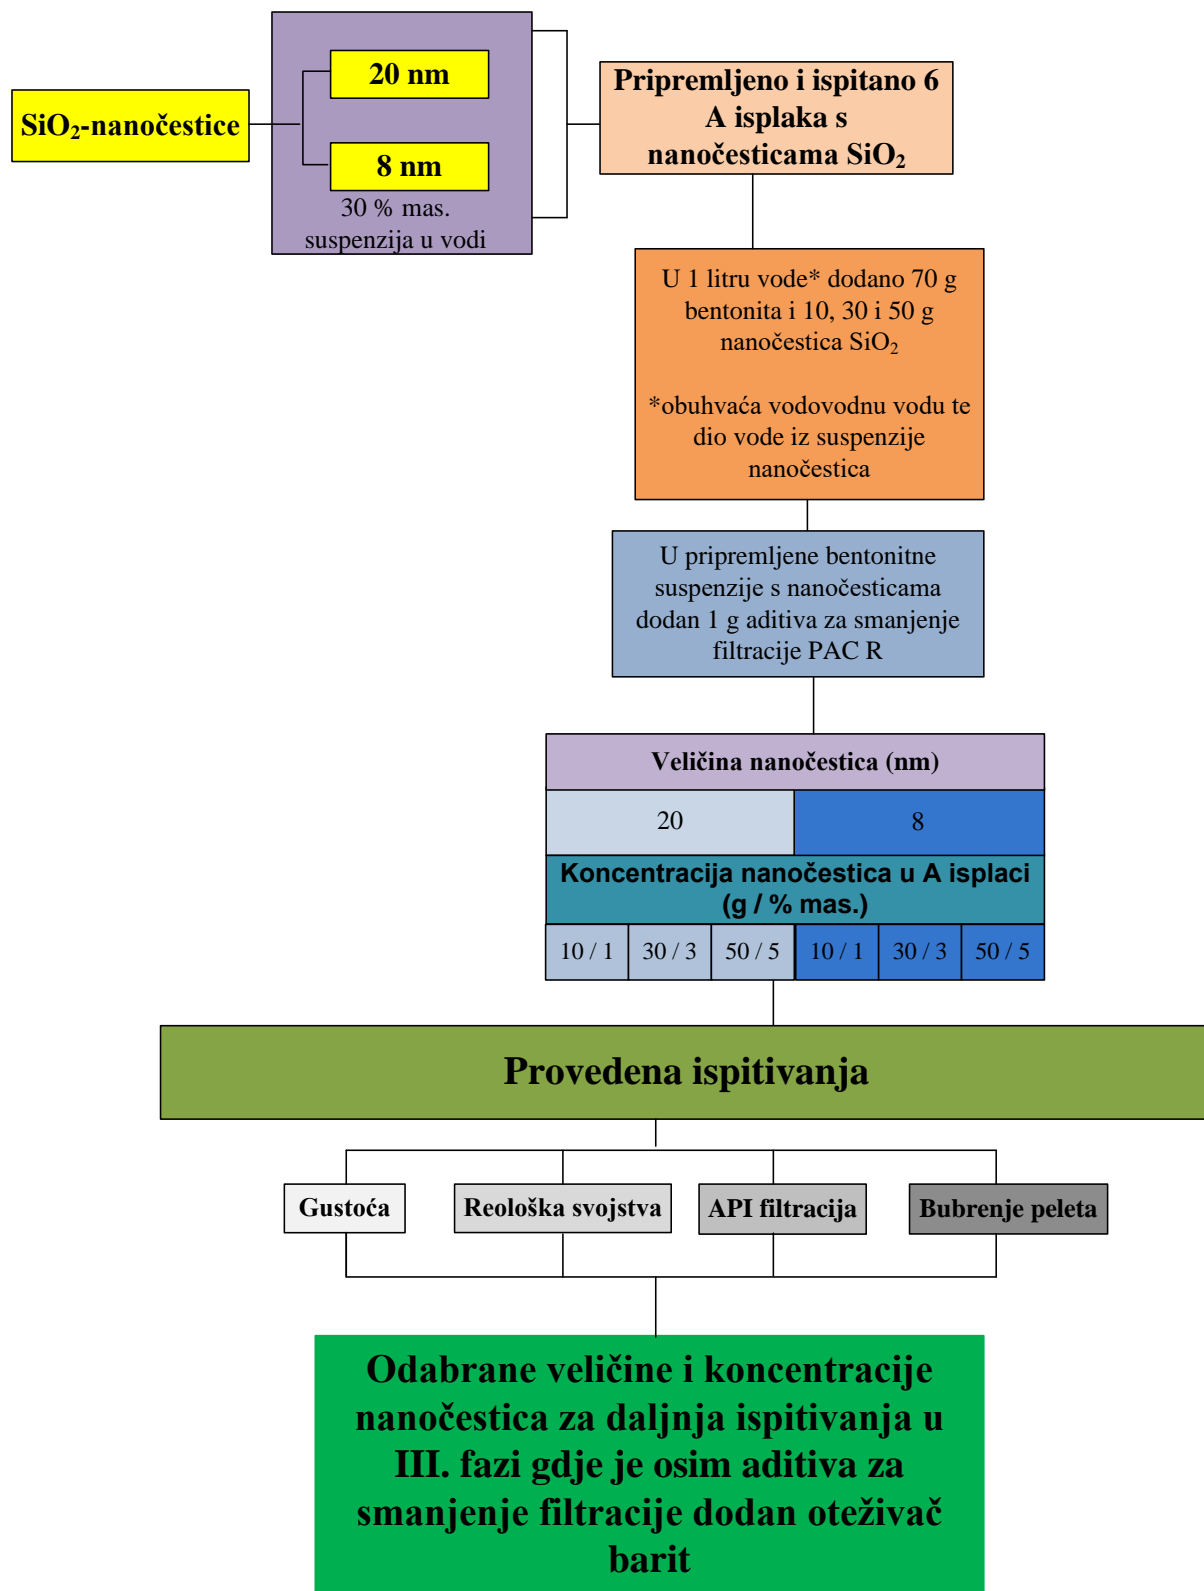 SiO₂-nanočestice
20 nm
8 nm
30 % mas.
suspenzija u vodi
Pripremljeno i ispitano 6
A isplaka s
nanočesticama SiO₂
U 1 litru vode* dodano 70 g
bentonita i 10, 30 i 50 g
nanočestica SiO₂
*obuhvaća vodovodnu vodu te
dio vode iz suspenzije
nanočestica
U pripremljene bentonitne
suspenzije s nanočesticama
dodan 1 g aditiva za smanjenje
filtracije PAC R
Veličina nanočestica (nm)
20 8
Koncentracija nanočestica u A isplaci
(g / % mas.)
10 / 1 30 / 3 50 / 5 10 / 1 30 / 3 50 / 5
Provedena ispitivanja
Gustoća Reološka svojstva API filtracija Bubrenje peleta
Odabrane veličine i koncentracije
nanočestica za daljnja ispitivanja u
III. fazi gdje je osim aditiva za
smanjenje filtracije dodan oteživač
barit